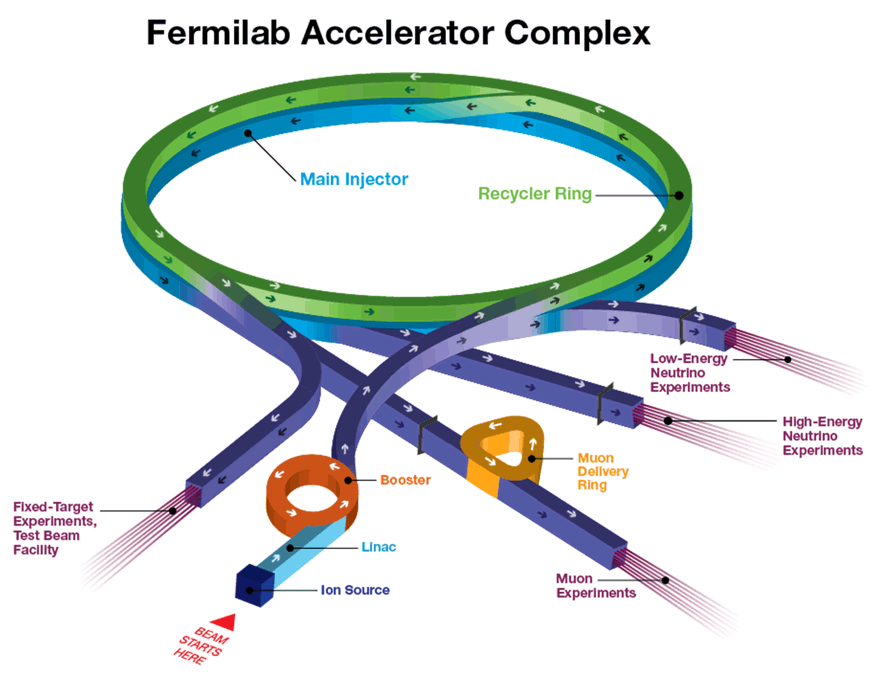 Fermilab Accelerator Complex
Main Injector
Recycler Ring
Low-Energy
Neutrino
Experiments
High-Energy
Neutrino
Experiments
Muon
Delivery
Ring
Booster
Fixed-Target
Experiments,
Test Beam
Facility
Linac
Ion Source
Muon
Experiments
BEAM
STARTS
HERE